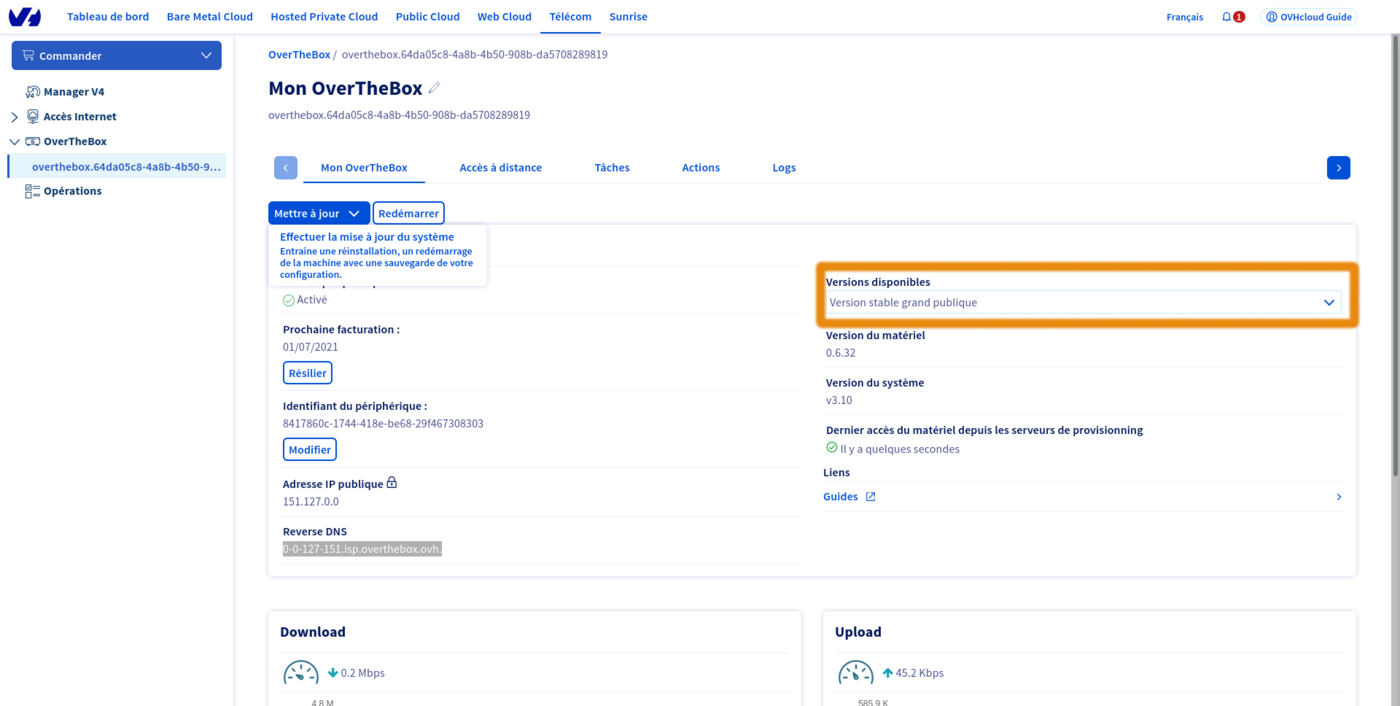 Tableau de bord Bare Metal Cloud Hosted Private Cloud Public Cloud Web Cloud Télécom Sunrise Français 1 OVHcloud Guide
Commander
Manager V4
Accès Internet
OverTheBox
overthebox.64da05c8-4a8b-4b50-9...
Opérations
OverTheBox / overthebox.64da05c8-4a8b-4b50-908b-da5708289819
Mon OverTheBox
overthebox.64da05c8-4a8b-4b50-908b-da5708289819
Mon OverTheBox Accès à distance Tâches Actions Logs
Mettre à jour Redémarrer
Effectuer la mise à jour du système
Entraîne une réinstallation, un redémarrage
de la machine avec une sauvegarde de votre
configuration.
Activé
Prochaine facturation :
01/07/2021
Résilier
Identifiant du périphérique :
8417860c-1744-418e-be68-29f467308303
Modifier
Adresse IP publique
151.127.0.0
Reverse DNS
0-0-127-151.isp.overthebox.ovh.
Versions disponibles
Version stable grand publique
Version du matériel
0.6.32
Version du système
v3.10
Dernier accès du matériel depuis les serveurs de provisionning
Il y a quelques secondes
Liens
Guides
Download
0.2 Mbps
4.8 M
Upload
45.2 Kbps
585.9 K